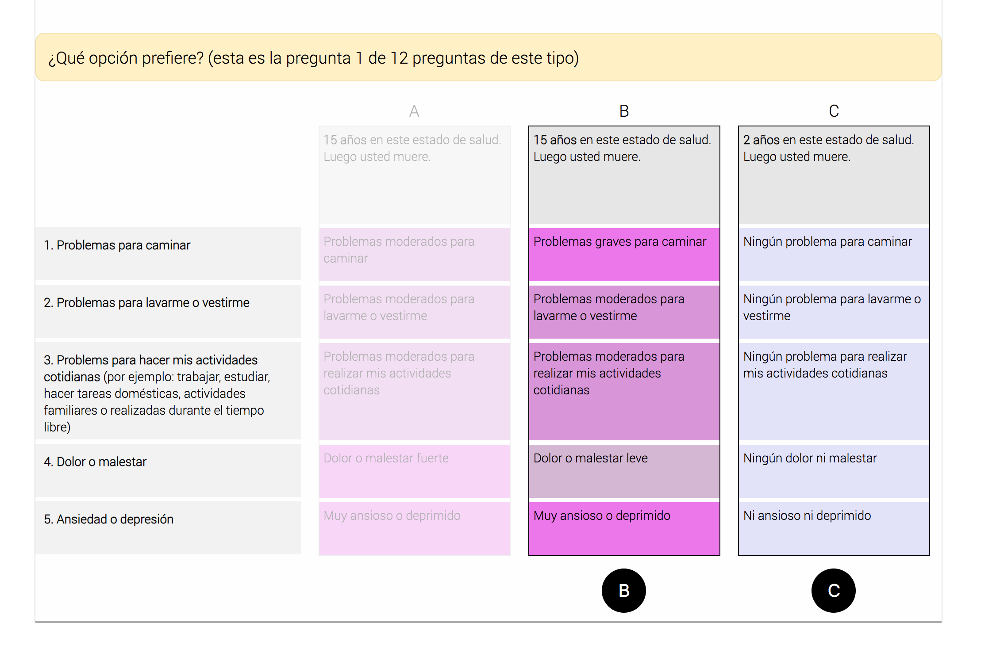 ¿Qué opción prefiere? (esta es la pregunta 1 de 12 preguntas de este tipo)
A
B
C
15 años en este estado de salud.
Luego usted muere.
15 años en este estado de salud.
Luego usted muere.
2 años en este estado de salud.
Luego usted muere.
1. Problemas para caminar
Problemas moderados para
caminar
Problemas graves para caminar
Ningún problema para caminar
2. Problemas para lavarme o vestirme
Problemas moderados para
lavarme o vestirme
Problemas moderados para
lavarme o vestirme
Ningún problema para lavarme o
vestirme
3. Problems para hacer mis actividades
cotidianas (por ejemplo: trabajar, estudiar,
hacer tareas domésticas, actividades
familiares o realizadas durante el tiempo
libre)
Problemas moderados para
realizar mis actividades
cotidianas
Problemas moderados para
realizar mis actividades
cotidianas
Ningún problema para realizar
mis actividades cotidianas
4. Dolor o malestar
Dolor o malestar fuerte
Dolor o malestar leve
Ningún dolor ni malestar
5. Ansiedad o depresión
Muy ansioso o deprimido
Muy ansioso o deprimido
Ni ansioso ni deprimido
B
C